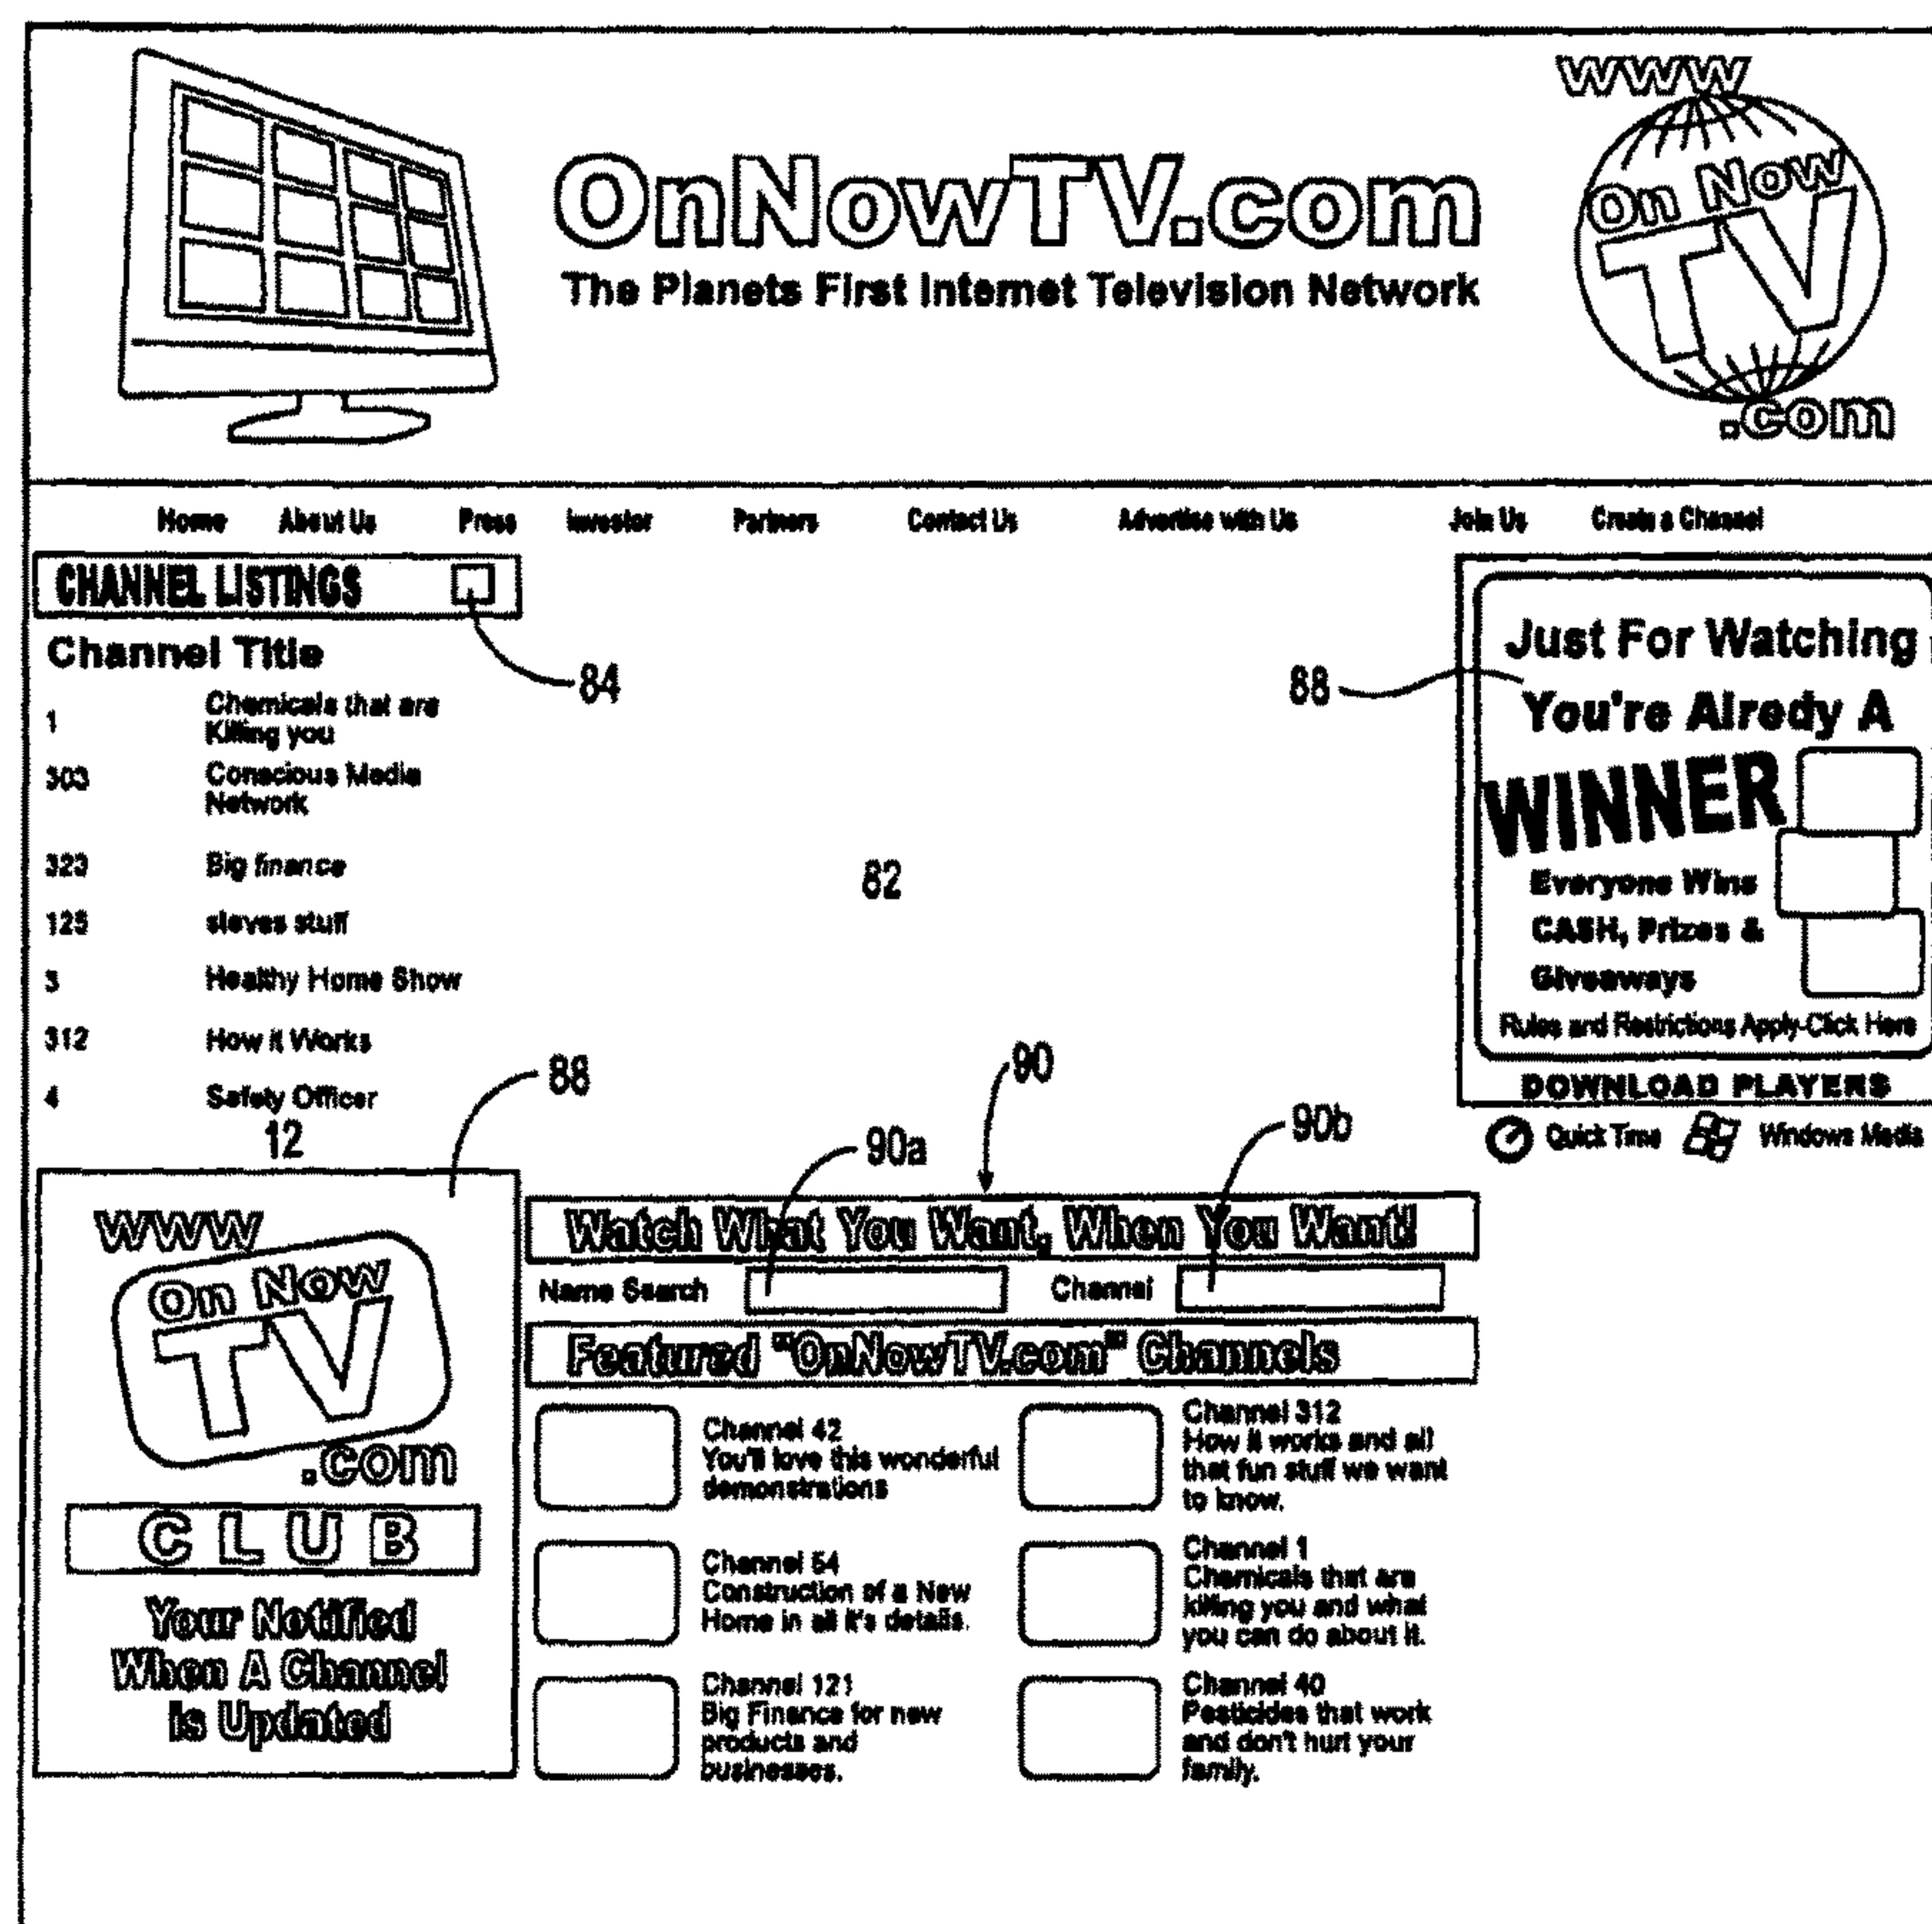 www
OnNowTV.com
On Now
TV
.com
The Planets First Internet Television Network
Home About Us Press Investor Partners Contact Us Advertise with Us Join Us Create a Channel
CHANNEL LISTINGS
84
Channel Title
1 Chemicals that are
Killing you
303 Conscious Media
Network
323 Big finance
125 steves stuff
3 Healthy Home Show
312 How it Works
4 Safety Officer
12
82
88
Just For Watching
You're Alredy A
WINNER
Everyone Wins
CASH, Prizes &
Giveaways
Rules and Restrictions Apply-Click Here
DOWNLOAD PLAYERS
Quick Time Windows Media
88
www
On Now
TV
.com
CLUB
Your Notified
When A Channel
is Updated
90
90a
90b
Watch What You Want, When You Want!
Name Search Channel
Featured "OnNowTV.com" Channels
Channel 42
You'll love this wonderful
demonstrations
Channel 312
How it works and all
that fun stuff we want
to know.
Channel 54
Construction of a New
Home in all it's details.
Channel 1
Chemicals that are
killing you and what
you can do about it.
Channel 121
Big Finance for new
products and
businesses.
Channel 40
Pesticides that work
and don't hurt your
family.